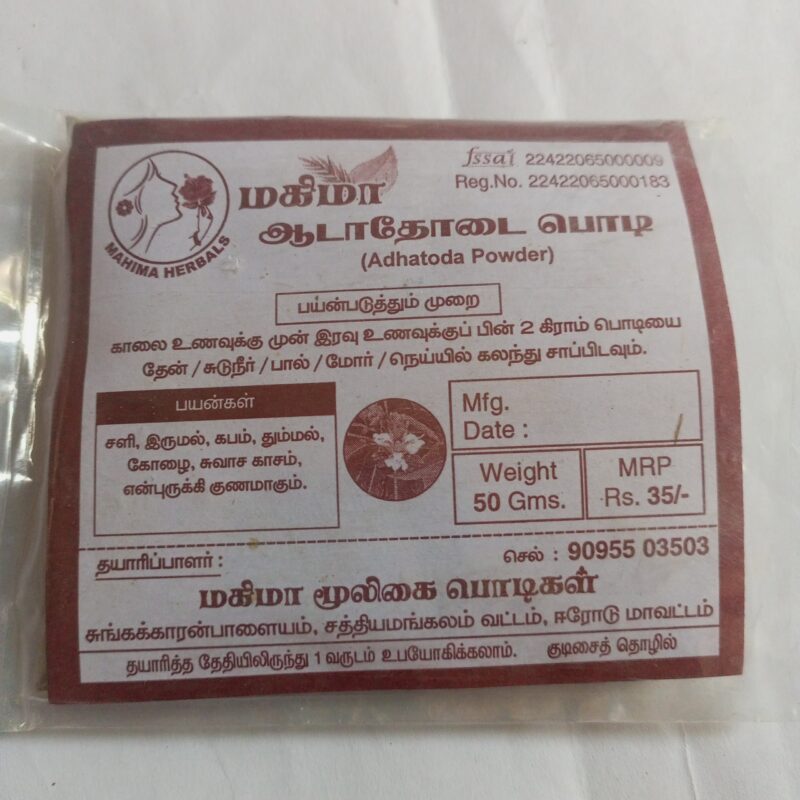 MAHIMA HERBALS
fssai 22422065000009
Reg.No. 22422065000183
மகிமா
ஆடாதோடை பொடி
(Adhatoda Powder)
பயன்படுத்தும் முறை
காலை உணவுக்கு முன் இரவு உணவுக்குப் பின் 2 கிராம் பொடியை
தேன் / சுடுநீர் / பால் / மோர் / நெய்யில் கலந்து சாப்பிடவும்.
பயன்கள்
சளி, இருமல், கபம், தும்மல்,
கோழை, சுவாச காசம்,
என்புருக்கி குணமாகும்.
Mfg.
Date :
Weight
50 Gms.
MRP
Rs. 35/-
தயாரிப்பாளர் :
செல் : 90955 03503
மகிமா மூலிகை பொடிகள்
சுங்கக்காரன்பாளையம், சத்தியமங்கலம் வட்டம், ஈரோடு மாவட்டம்
தயாரித்த தேதியிலிருந்து 1 வருடம் உபயோகிக்கலாம். குடிசைத் தொழில்